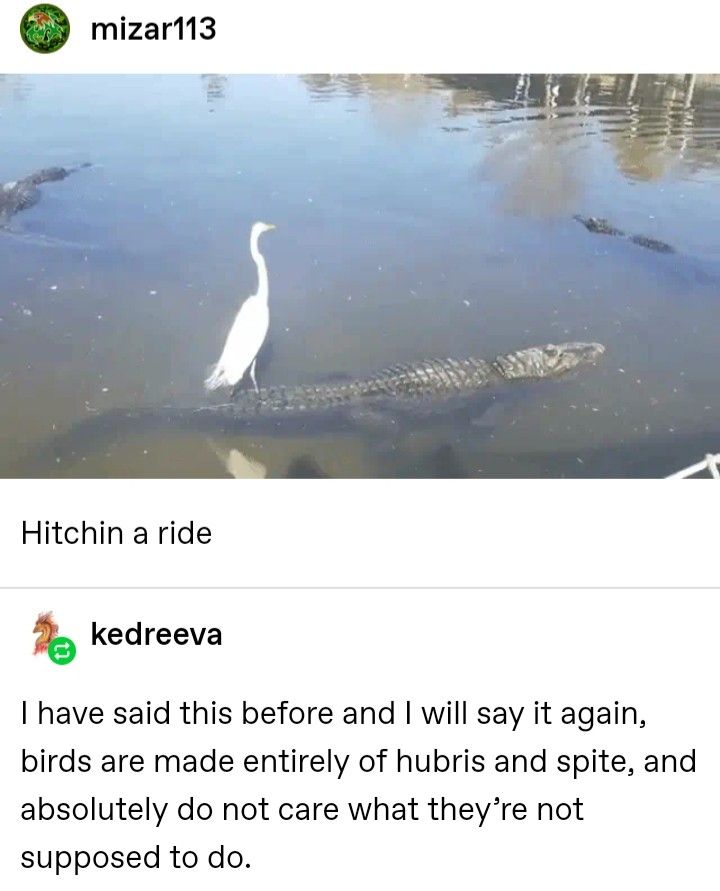 mizar113
Hitchin a ride
kedreeva
I have said this before and I will say it again,
birds are made entirely of hubris and spite, and
absolutely do not care what they’re not
supposed to do.